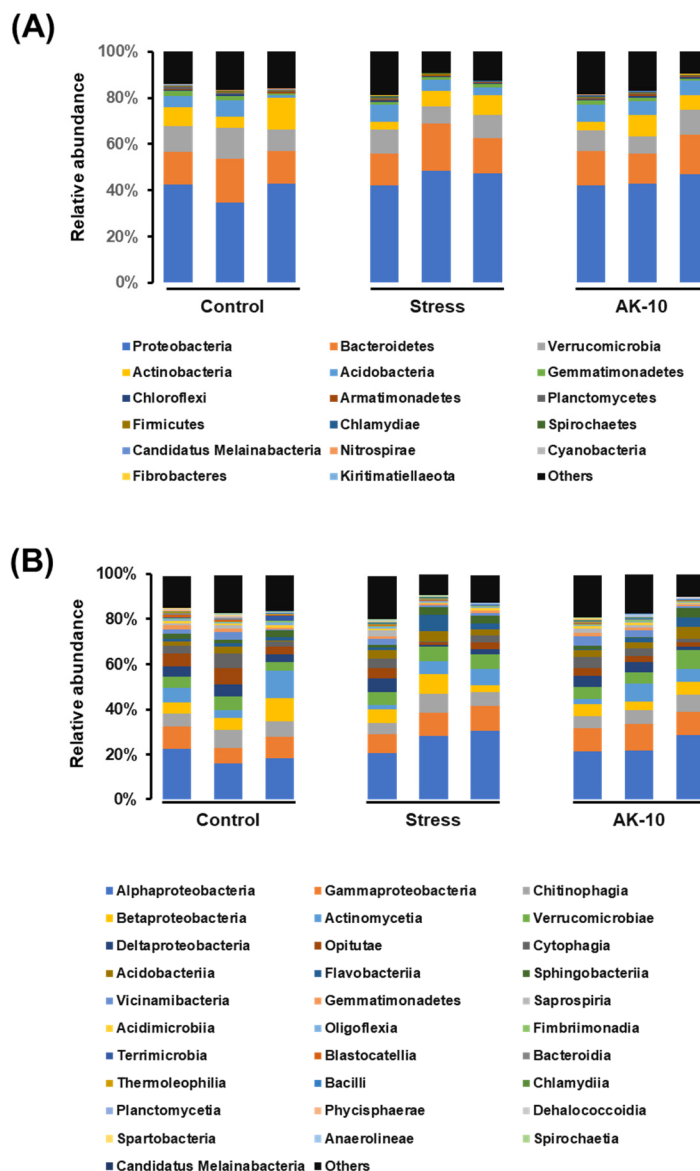 (A)
100%
80%
60%
40%
20%
0%
Relative abundance
Control Stress AK-10
Proteobacteria Bacteroidetes Verrucomicrobia
Actinobacteria Acidobacteria Gemmatimonadetes
Chloroflexi Armatimonadetes Planctomycetes
Firmicutes Chlamydiae Spirochaetes
Candidatus Melainabacteria Nitrospirae Cyanobacteria
Fibrobacteres Kiritimatiellaeota Others
(B)
100%
80%
60%
40%
20%
0%
Relative abundance
Control Stress AK-10
Alphaproteobacteria Gammaproteobacteria Chitinophagia
Betaproteobacteria Actinomycetia Verrucomicrobiae
Deltaproteobacteria Opitutae Cytophagia
Acidobacteriia Flavobacteriia Sphingobacteriia
Vicinamibacteria Gemmatimonadetes Saprospiria
Acidimicrobiia Oligoflexia Fimbriimonadia
Terrimicrobia Blastocatellia Bacteroidia
Thermoleophilia Bacilli Chlamydiia
Planctomycetia Phycisphaerae Dehalococcoidia
Spartobacteria Anaerolineae Spirochaetia
Candidatus Melainabacteria Others